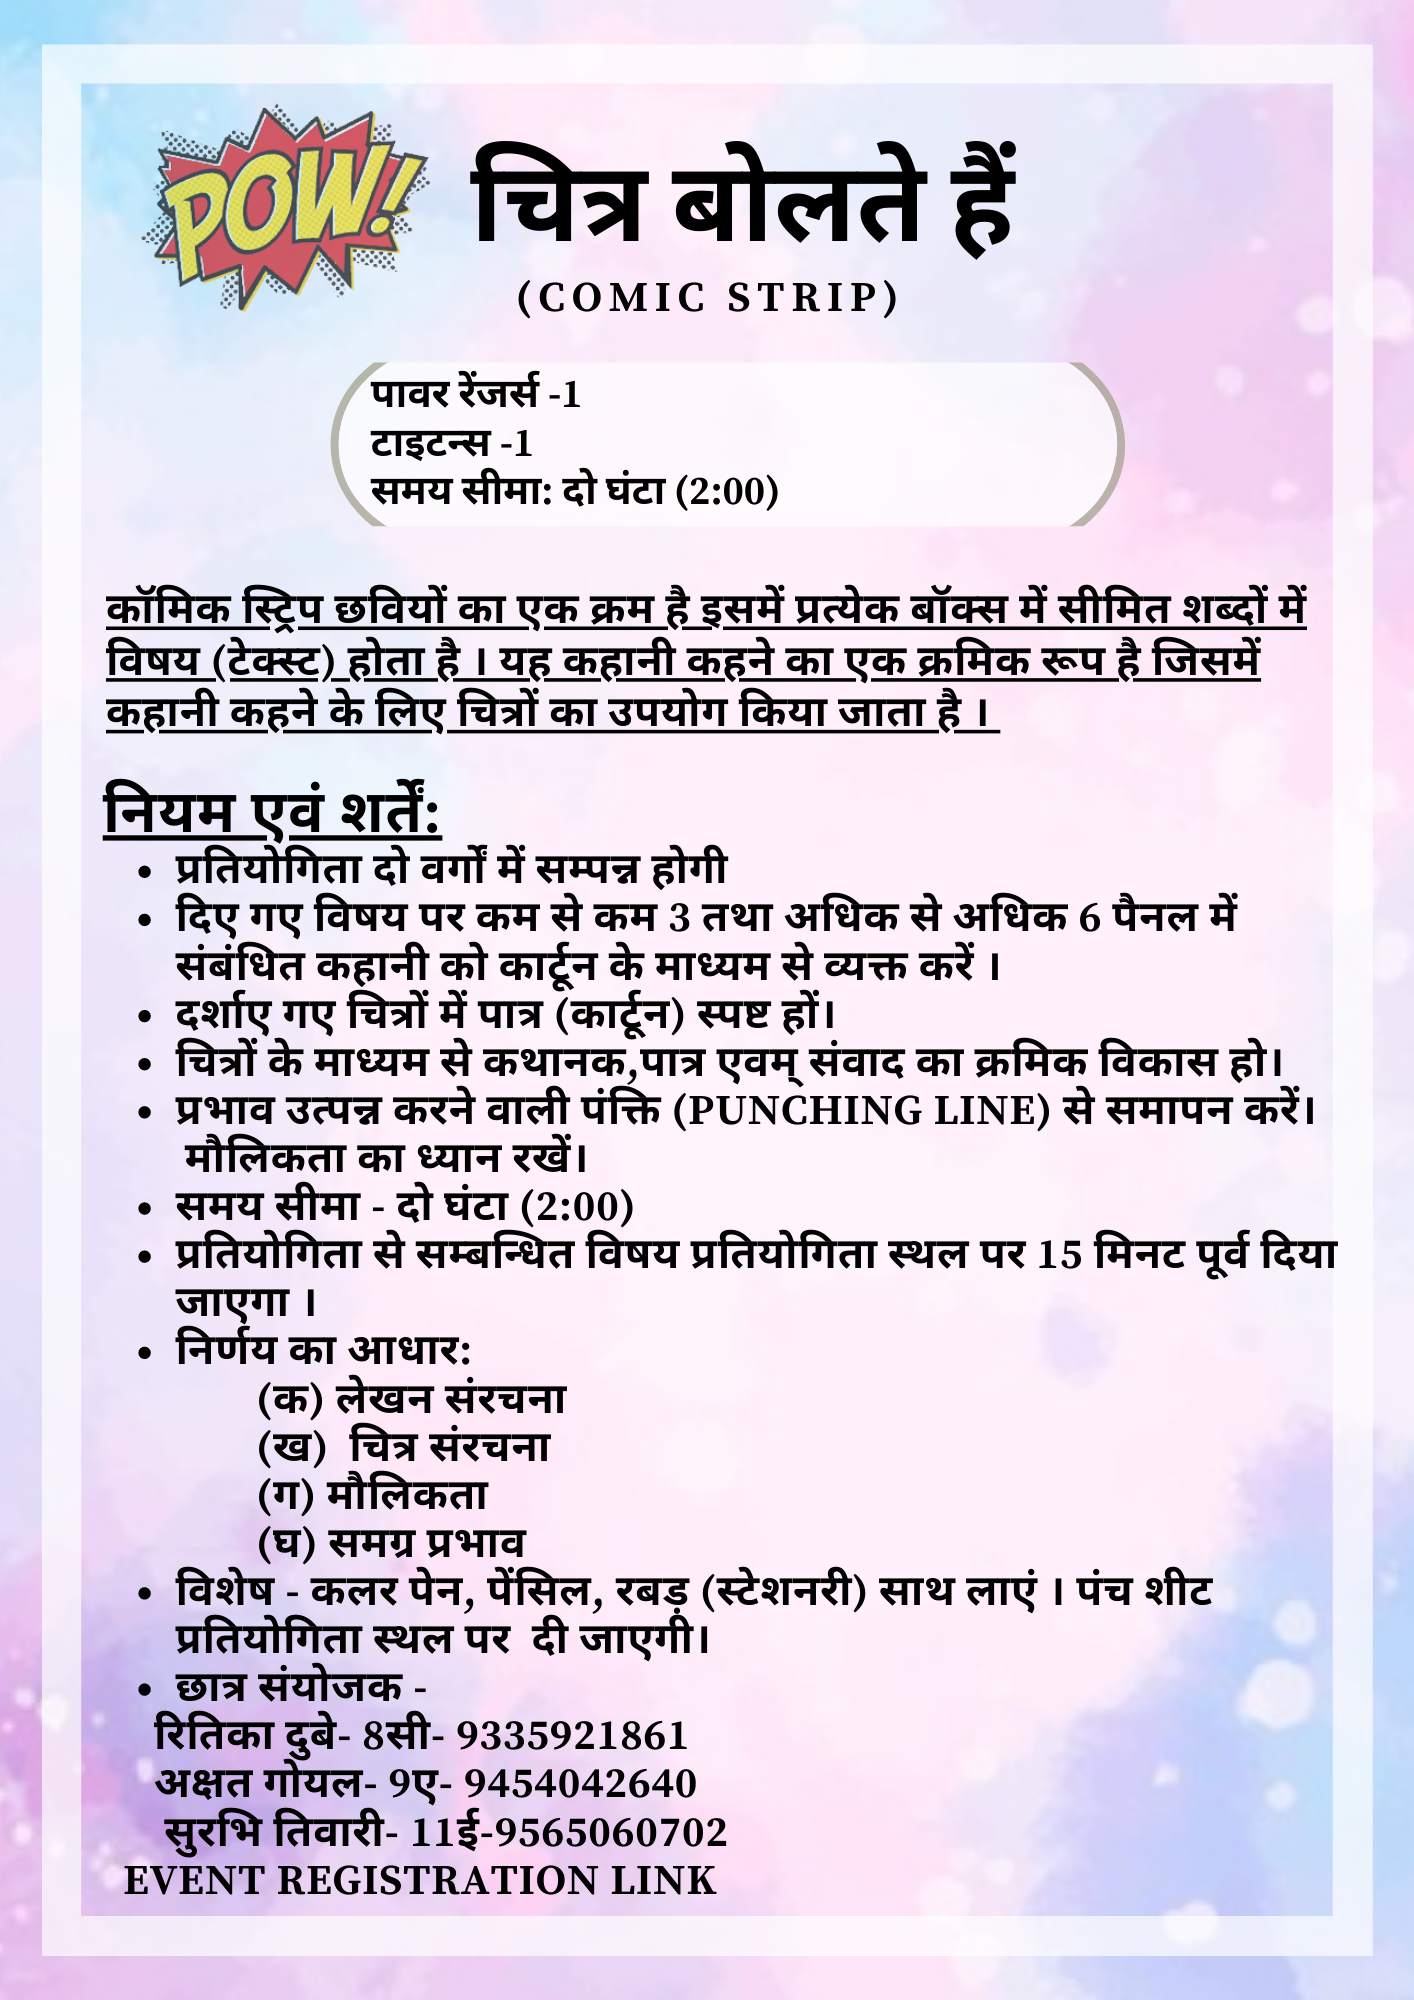 POW!
चित्र बोलते हैं
(COMIC STRIP)
पावर रेंजर्स -1
टाइटन्स -1
समय सीमा: दो घंटा (2:00)
कॉमिक स्ट्रिप छवियों का एक क्रम है इसमें प्रत्येक बॉक्स में सीमित शब्दों में
विषय (टेक्स्ट) होता है । यह कहानी कहने का एक क्रमिक रूप है जिसमें
कहानी कहने के लिए चित्रों का उपयोग किया जाता है ।
नियम एवं शर्तें:
• प्रतियोगिता दो वर्गों में सम्पन्न होगी
• दिए गए विषय पर कम से कम 3 तथा अधिक से अधिक 6 पैनल में
संबंधित कहानी को कार्टून के माध्यम से व्यक्त करें ।
• दर्शाए गए चित्रों में पात्र (कार्टून) स्पष्ट हों।
• चित्रों के माध्यम से कथानक,पात्र एवम् संवाद का क्रमिक विकास हो।
• प्रभाव उत्पन्न करने वाली पंक्ति (PUNCHING LINE) से समापन करें।
मौलिकता का ध्यान रखें।
• समय सीमा - दो घंटा (2:00)
• प्रतियोगिता से सम्बन्धित विषय प्रतियोगिता स्थल पर 15 मिनट पूर्व दिया
जाएगा ।
• निर्णय का आधार:
(क) लेखन संरचना
(ख) चित्र संरचना
(ग) मौलिकता
(घ) समग्र प्रभाव
• विशेष - कलर पेन, पेंसिल, रबड़ (स्टेशनरी) साथ लाएं । पंच शीट
प्रतियोगिता स्थल पर दी जाएगी।
• छात्र संयोजक -
रितिका दुबे- 8सी- 9335921861
अक्षत गोयल- 9ए- 9454042640
सुरभि तिवारी- 11ई-9565060702
EVENT REGISTRATION LINK